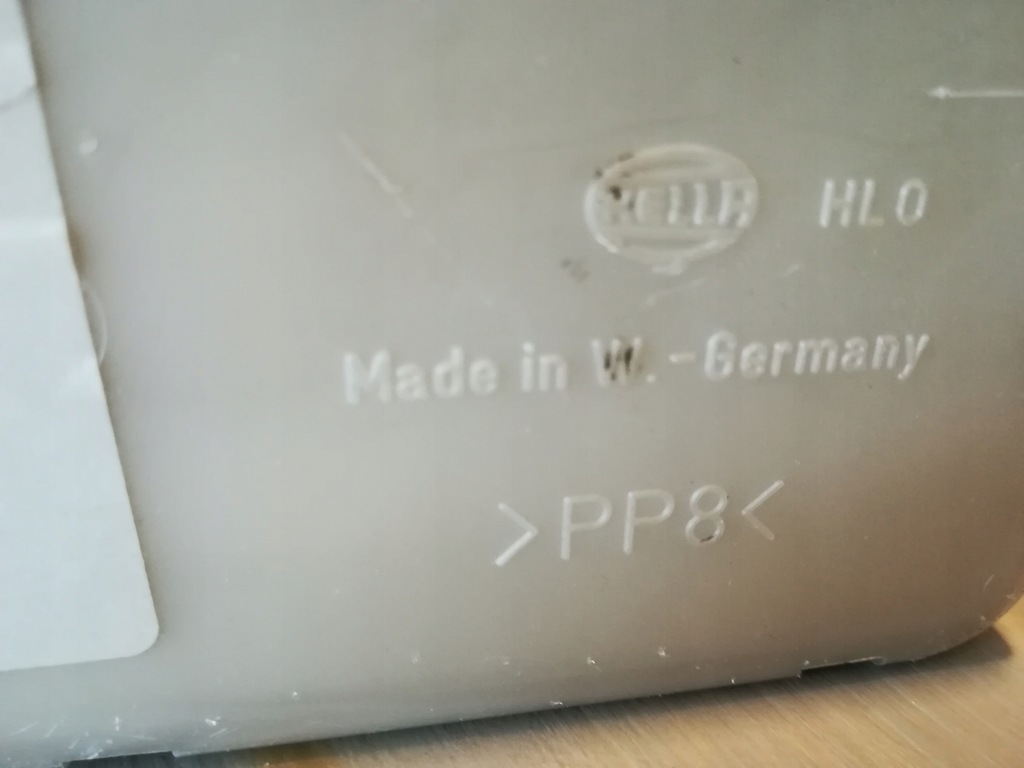 HELLA HLO
Made in W.-Germany
>PP8<